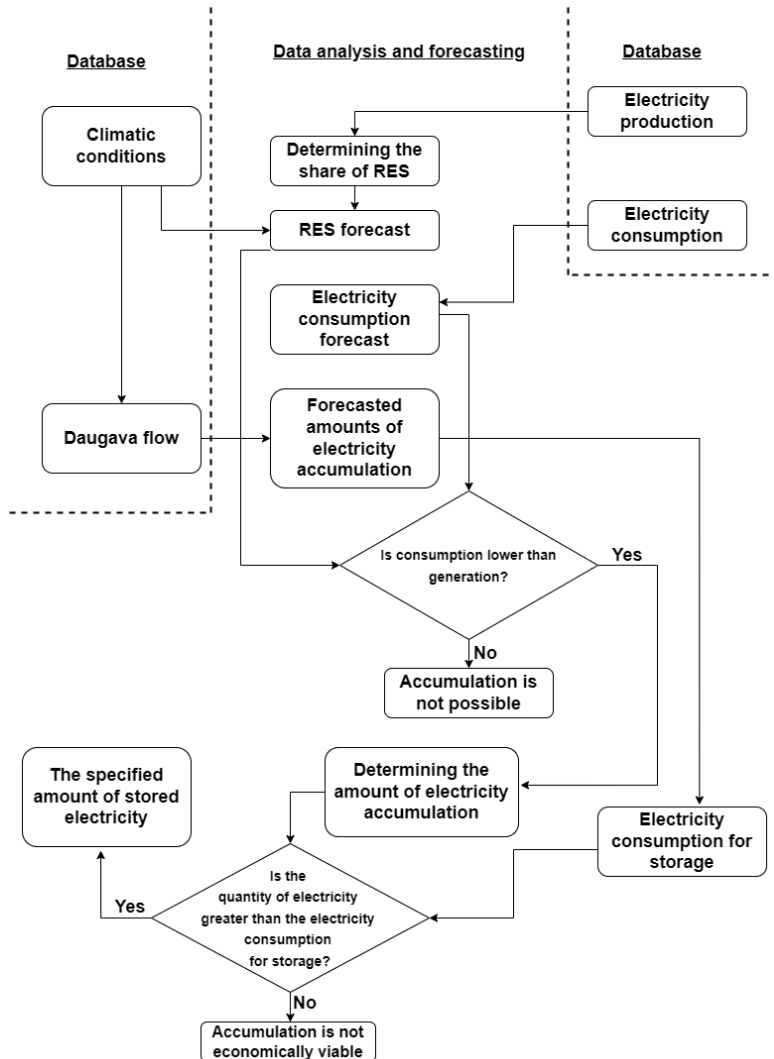 Database
Data analysis and forecasting
Database
Climatic
conditions
Electricity
production
Determining the
share of RES
RES forecast
Electricity
consumption
Electricity
consumption
forecast
Daugava flow
Forecasted
amounts of
electricity
accumulation
Is consumption lower than
generation?
Yes
No
Accumulation is
not possible
The specified
amount of stored
electricity
Determining the
amount of electricity
accumulation
Electricity
consumption for
storage
Is the
quantity of electricity
greater than the electricity
consumption
for storage?
Yes
No
Accumulation is not
economically viable